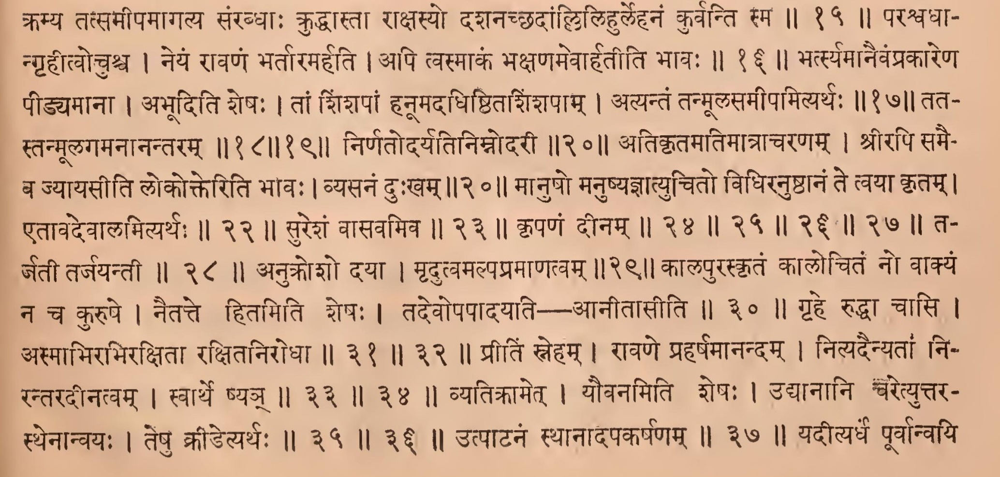 क्रम्य तत्समीपमागत्य संरब्धाः क्रुद्धास्ता राक्षस्यो दशनच्छदांल्लिलिहुर्लेहनं कुर्वन्ति स्म ॥ १५ ॥ परश्वधा-
न्गृहीत्वोचुश्च । नेयं रावणं भर्तारमर्हति । अपि त्वस्माकं भक्षणमेवार्हतीति भावः ॥ १६ ॥ भर्त्स्यमानैवंप्रकारेण
पीड्यमाना । अभूदिति शेषः । तां शिंशपां हनूमदधिष्ठितशिंशपाम् । अत्यन्तं तन्मूलसमीपमित्यर्थः ॥१७॥ तत-
स्तन्मूलगमनानन्तरम् ॥१८॥१९॥ निर्णतोदर्यतिनिम्नोदरी ॥२०॥ अतिकृतमतिमात्राचरणम् । श्रीरपि समै-
व ज्यायसीति लोकोक्तेरिति भावः । व्यसनं दुःखम्॥२०॥ मानुषो मनुष्यज्ञात्युचितो विधिरनुष्ठानं ते त्वया कृतम्।
एतावदेवालमित्यर्थः ॥ २२ ॥ सुरेशं वासवमिव ॥ २३ ॥ कृपणं दीनम् ॥ २४ ॥ २५ ॥ २६ ॥ २७ ॥ त-
र्जती तर्जयन्ती ॥ २८ ॥ अनुक्रोशो दया । मृदुत्वमल्पप्रमाणत्वम् ॥२९॥ कालपुरस्कृतं कालोचितं नो वाक्यं
न च कुरुषे । नैतत्ते हितमिति शेषः । तदेवोपपादयाति—आनीतासीति ॥ ३० ॥ गृहे रुद्धा चासि ।
अस्माभिरभिरक्षिता रक्षितनिरोधा ॥ ३१ ॥ ३२ ॥ प्रीतिं स्नेहम् । रावणे प्रहर्षमानन्दम् । नित्यदैन्यतां नि-
रन्तरदीनत्वम् । स्वार्थे ष्यञ् ॥ ३३ ॥ ३४ ॥ व्यतिक्रामेत् । यौवनमिति शेषः । उद्यानानि चरेत्युत्तर-
स्थेनान्वयः । तेषु क्रीडेत्यर्थः ॥ ३५ ॥ ३६ ॥ उत्पाटनं स्थानादपकर्षणम् ॥ ३७ ॥ यदीत्यर्धं पूर्वान्वयि